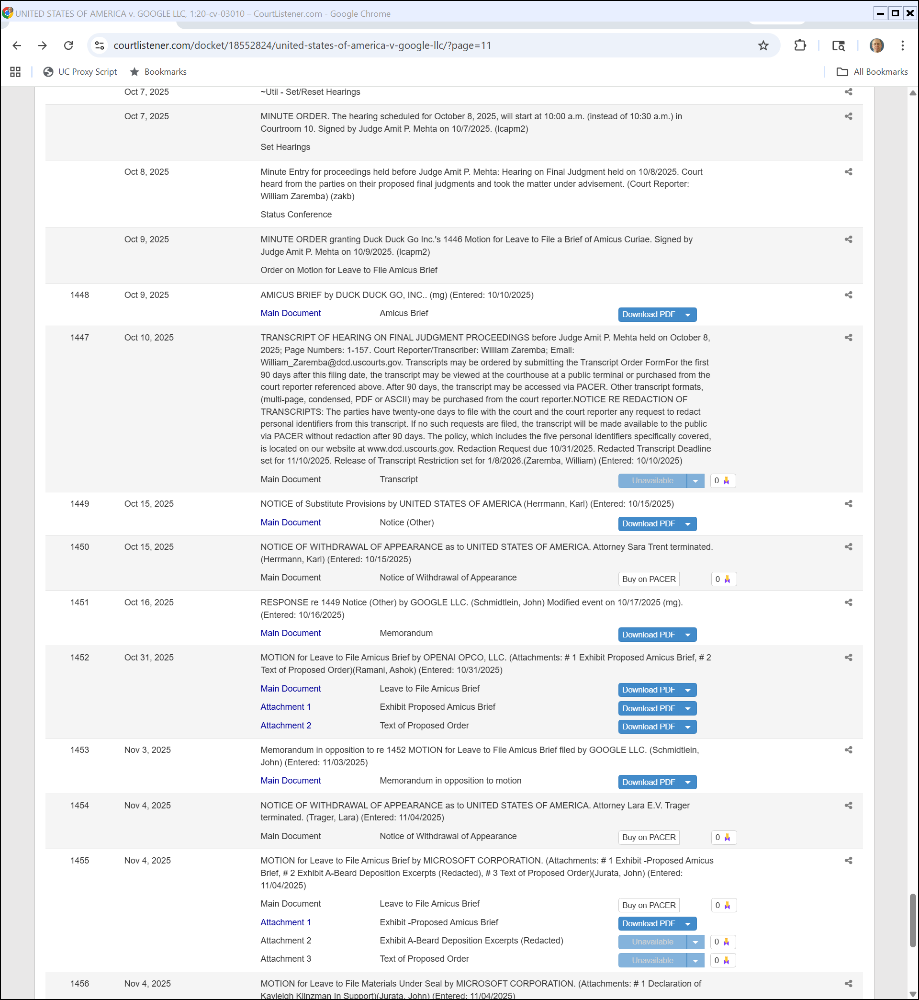 UNITED STATES OF AMERICA v. GOOGLE LLC, 1:20-cv-03010 – CourtListener.com - Google Chrome
courtlistener.com/docket/18552824/united-states-of-america-v-google-llc/?page=11
UC Proxy Script Bookmarks All Bookmarks
Oct 7, 2025 ~Util - Set/Reset Hearings
Oct 7, 2025 MINUTE ORDER. The hearing scheduled for October 8, 2025, will start at 10:00 a.m. (instead of 10:30 a.m.) in
Courtroom 10. Signed by Judge Amit P. Mehta on 10/7/2025. (lcapm2)
Set Hearings
Oct 8, 2025 Minute Entry for proceedings held before Judge Amit P. Mehta: Hearing on Final Judgment held on 10/8/2025. Court
heard from the parties on their proposed final judgments and took the matter under advisement. (Court Reporter:
William Zaremba) (zakb)
Status Conference
Oct 9, 2025 MINUTE ORDER granting Duck Duck Go Inc.'s 1446 Motion for Leave to File a Brief of Amicus Curiae. Signed by
Judge Amit P. Mehta on 10/9/2025. (lcapm2)
Order on Motion for Leave to File Amicus Brief
1448 Oct 9, 2025 AMICUS BRIEF by DUCK DUCK GO, INC.. (mg) (Entered: 10/10/2025)
Main Document Amicus Brief Download PDF
1447 Oct 10, 2025 TRANSCRIPT OF HEARING ON FINAL JUDGMENT PROCEEDINGS before Judge Amit P. Mehta held on October 8,
2025; Page Numbers: 1-157. Court Reporter/Transcriber: William Zaremba; Email:
William_Zaremba@dcd.uscourts.gov. Transcripts may be ordered by submitting the Transcript Order FormFor the first
90 days after this filing date, the transcript may be viewed at the courthouse at a public terminal or purchased from the
court reporter referenced above. After 90 days, the transcript may be accessed via PACER. Other transcript formats,
(multi-page, condensed, PDF or ASCII) may be purchased from the court reporter.NOTICE RE REDACTION OF
TRANSCRIPTS: The parties have twenty-one days to file with the court and the court reporter any request to redact
personal identifiers from this transcript. If no such requests are filed, the transcript will be made available to the public
via PACER without redaction after 90 days. The policy, which includes the five personal identifiers specifically covered,
is located on our website at www.dcd.uscourts.gov. Redaction Request due 10/31/2025. Redacted Transcript Deadline
set for 11/10/2025. Release of Transcript Restriction set for 1/8/2026.(Zaremba, William) (Entered: 10/10/2025)
Main Document Transcript Unavailable 0
1449 Oct 15, 2025 NOTICE of Substitute Provisions by UNITED STATES OF AMERICA (Herrmann, Karl) (Entered: 10/15/2025)
Main Document Notice (Other) Download PDF
1450 Oct 15, 2025 NOTICE OF WITHDRAWAL OF APPEARANCE as to UNITED STATES OF AMERICA. Attorney Sara Trent terminated.
(Herrmann, Karl) (Entered: 10/15/2025)
Main Document Notice of Withdrawal of Appearance Buy on PACER 0
1451 Oct 16, 2025 RESPONSE re 1449 Notice (Other) by GOOGLE LLC. (Schmidtlein, John) Modified event on 10/17/2025 (mg).
(Entered: 10/16/2025)
Main Document Memorandum Download PDF
1452 Oct 31, 2025 MOTION for Leave to File Amicus Brief by OPENAI OPCO, LLC. (Attachments: # 1 Exhibit Proposed Amicus Brief, # 2
Text of Proposed Order)(Ramani, Ashok) (Entered: 10/31/2025)
Main Document Leave to File Amicus Brief Download PDF
Attachment 1 Exhibit Proposed Amicus Brief Download PDF
Attachment 2 Text of Proposed Order Download PDF
1453 Nov 3, 2025 Memorandum in opposition to re 1452 MOTION for Leave to File Amicus Brief filed by GOOGLE LLC. (Schmidtlein,
John) (Entered: 11/03/2025)
Main Document Memorandum in opposition to motion Download PDF
1454 Nov 4, 2025 NOTICE OF WITHDRAWAL OF APPEARANCE as to UNITED STATES OF AMERICA. Attorney Lara E.V. Trager
terminated. (Trager, Lara) (Entered: 11/04/2025)
Main Document Notice of Withdrawal of Appearance Buy on PACER 0
1455 Nov 4, 2025 MOTION for Leave to File Amicus Brief by MICROSOFT CORPORATION. (Attachments: # 1 Exhibit -Proposed Amicus
Brief, # 2 Exhibit A-Beard Deposition Excerpts (Redacted), # 3 Text of Proposed Order)(Jurata, John) (Entered:
11/04/2025)
Main Document Leave to File Amicus Brief Buy on PACER 0
Attachment 1 Exhibit -Proposed Amicus Brief Download PDF
Attachment 2 Exhibit A-Beard Deposition Excerpts (Redacted) Unavailable 0
Attachment 3 Text of Proposed Order Unavailable 0
1456 Nov 4, 2025 MOTION for Leave to File Materials Under Seal by MICROSOFT CORPORATION. (Attachments: # 1 Declaration of
Kayleigh Klinzman In Support)(Jurata, John) (Entered: 11/04/2025)